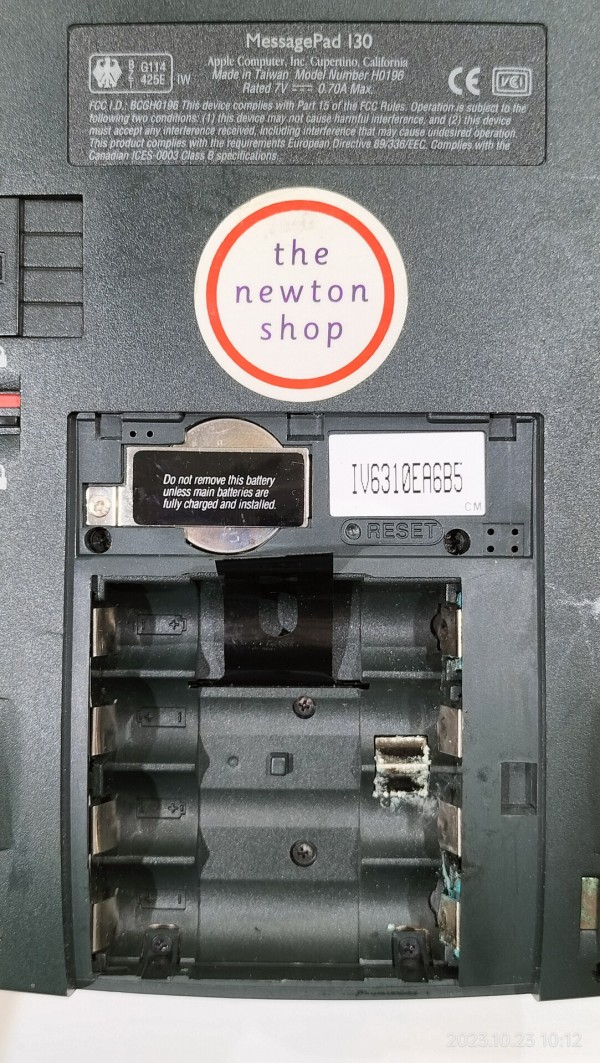 MessagePad 130
Apple Computer, Inc. Cupertino, California
Made in Taiwan Model Number H0196
Rated 7V 0.70A Max.
B Z T G114 425E IW
CE VCI
FCC I.D.: BCGH0196 This device complies with Part 15 of the FCC Rules. Operation is subject to the
following two conditions: (1) this device may not cause harmful interference, and (2) this device
must accept any interference received, including interference that may cause undesired operation.
This product complies with the requirements European Directive 89/336/EEC. Complies with the
Canadian ICES-0003 Class B specifications.
the
newton
shop
Do not remove this battery
unless main batteries are
fully charged and installed.
IV6310EA6B5
CM
RESET
2023.10.23 10:12